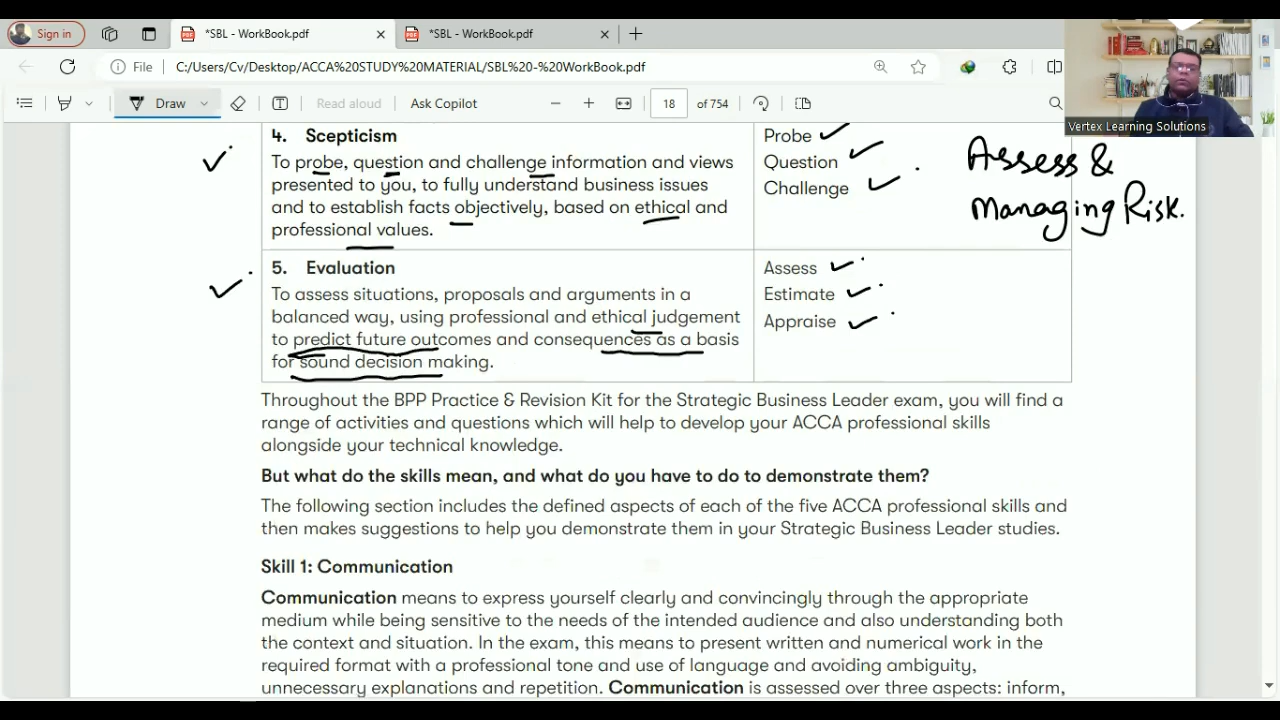 Sign in
*SBL - WorkBook.pdf
*SBL - WorkBook.pdf
File
C:/Users/Cv/Desktop/ACCA%20STUDY%20MATERIAL/SBL%20-%20WorkBook.pdf
Draw
Read aloud
Ask Copilot
18 of 754
Vertex Learning Solutions
4. Scepticism
To probe, question and challenge information and views
presented to you, to fully understand business issues
and to establish facts objectively, based on ethical and
professional values.
Probe
Question
Challenge
Assess &
Managing Risk.
5. Evaluation
To assess situations, proposals and arguments in a
balanced way, using professional and ethical judgement
to predict future outcomes and consequences as a basis
for sound decision making.
Assess
Estimate
Appraise
Throughout the BPP Practice & Revision Kit for the Strategic Business Leader exam, you will find a
range of activities and questions which will help to develop your ACCA professional skills
alongside your technical knowledge.
But what do the skills mean, and what do you have to do to demonstrate them?
The following section includes the defined aspects of each of the five ACCA professional skills and
then makes suggestions to help you demonstrate them in your Strategic Business Leader studies.
Skill 1: Communication
Communication means to express yourself clearly and convincingly through the appropriate
medium while being sensitive to the needs of the intended audience and also understanding both
the context and situation. In the exam, this means to present written and numerical work in the
required format with a professional tone and use of language and avoiding ambiguity,
unnecessary explanations and repetition. Communication is assessed over three aspects: inform,